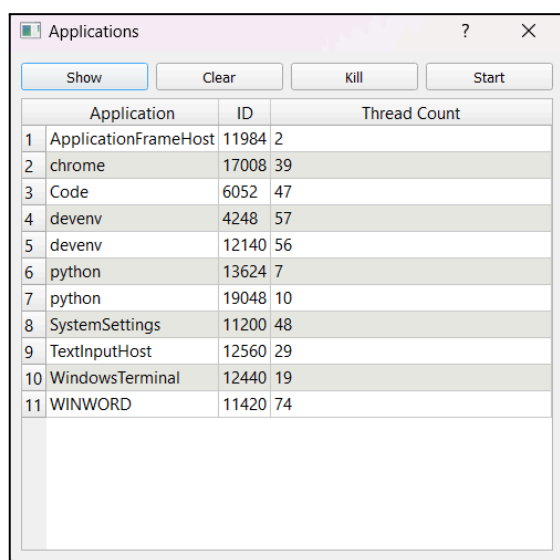 Applications ?
Show Clear Kill Start
Application ID Thread Count
1 ApplicationFrameHost 11984 2
2 chrome 17008 39
3 Code 6052 47
4 devenv 4248 57
5 devenv 12140 56
6 python 13624 7
7 python 19048 10
8 SystemSettings 11200 48
9 TextInputHost 12560 29
10 WindowsTerminal 12440 19
11 WINWORD 11420 74